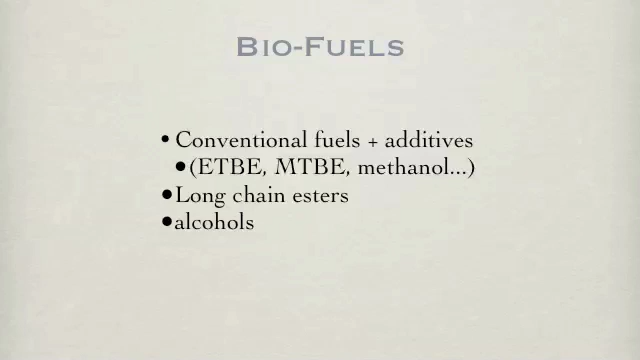 Bio-Fuels
• Conventional fuels + additives
•(ETBE, MTBE, methanol...)
•Long chain esters
•alcohols